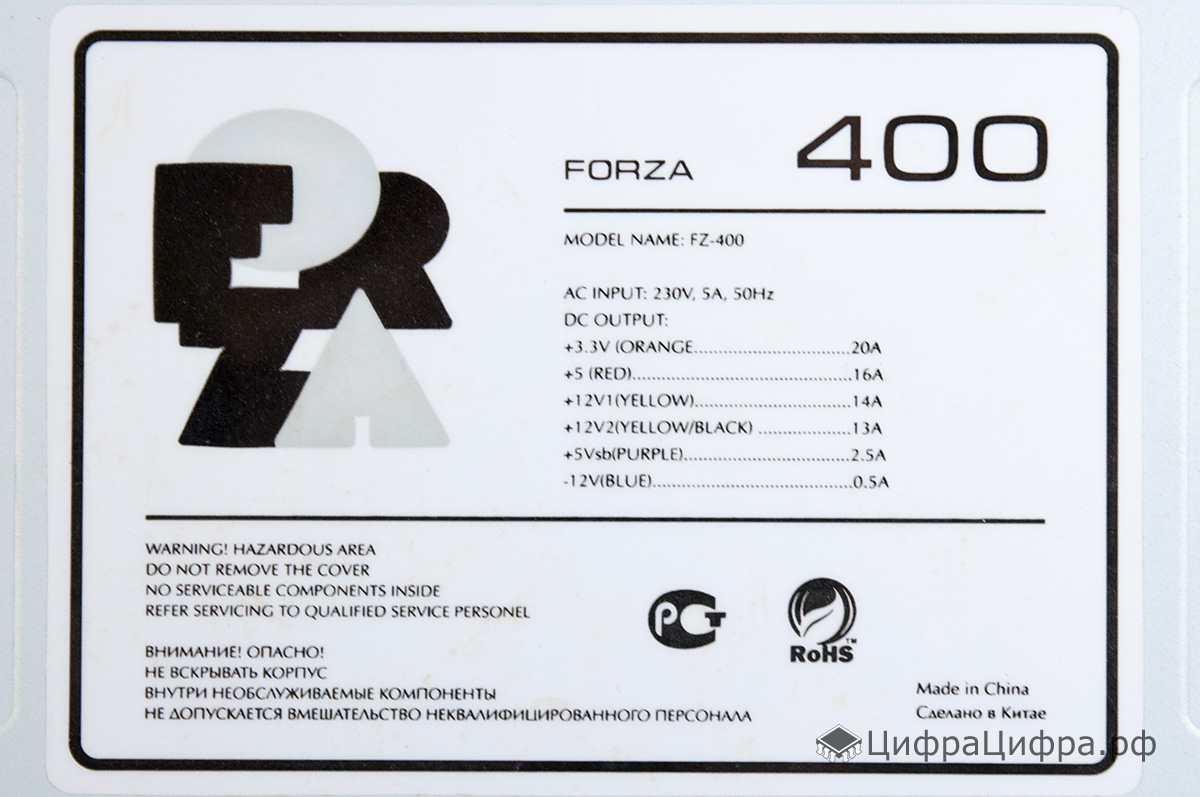 FORZA
FORZA 400
MODEL NAME: FZ-400
AC INPUT: 230V, 5A, 50Hz
DC OUTPUT:
+3.3V (ORANGE..............................20A
+5 (RED)..........................................16A
+12V1(YELLOW)..............................14A
+12V2(YELLOW/BLACK) ..................13A
+5Vsb(PURPLE)................................2.5A
-12V(BLUE)......................................0.5A
WARNING! HAZARDOUS AREA
DO NOT REMOVE THE COVER
NO SERVICEABLE COMPONENTS INSIDE
REFER SERVICING TO QUALIFIED SERVICE PERSONEL
ВНИМАНИЕ! ОПАСНО!
НЕ ВСКРЫВАТЬ КОРПУС
ВНУТРИ НЕОБСЛУЖИВАЕМЫЕ КОМПОНЕНТЫ
НЕ ДОПУСКАЕТСЯ ВМЕШАТЕЛЬСТВО НЕКВАЛИФИЦИРОВАННОГО ПЕРСОНАЛА
РСТ
RoHS™
Made in China
Сделано в Китае
ЦифраЦифра.рф